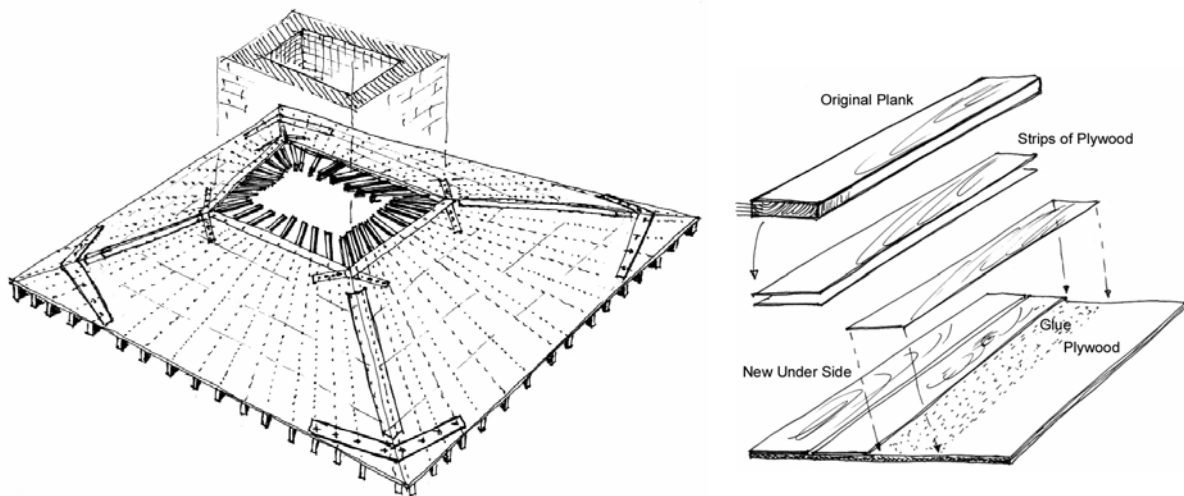 Original Plank
Strips of Plywood
Glue
Plywood
New Under Side